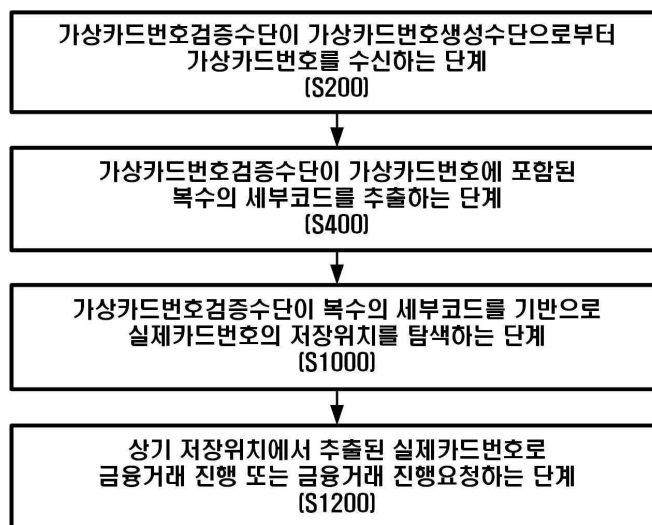 가상카드번호검증수단이 가상카드번호생성수단으로부터
가상카드번호를 수신하는 단계
(S200)
가상카드번호검증수단이 가상카드번호에 포함된
복수의 세부코드를 추출하는 단계
(S400)
가상카드번호검증수단이 복수의 세부코드를 기반으로
실제카드번호의 저장위치를 탐색하는 단계
(S1000)
상기 저장위치에서 추출된 실제카드번호로
금융거래 진행 또는 금융거래 진행요청하는 단계
(S1200)